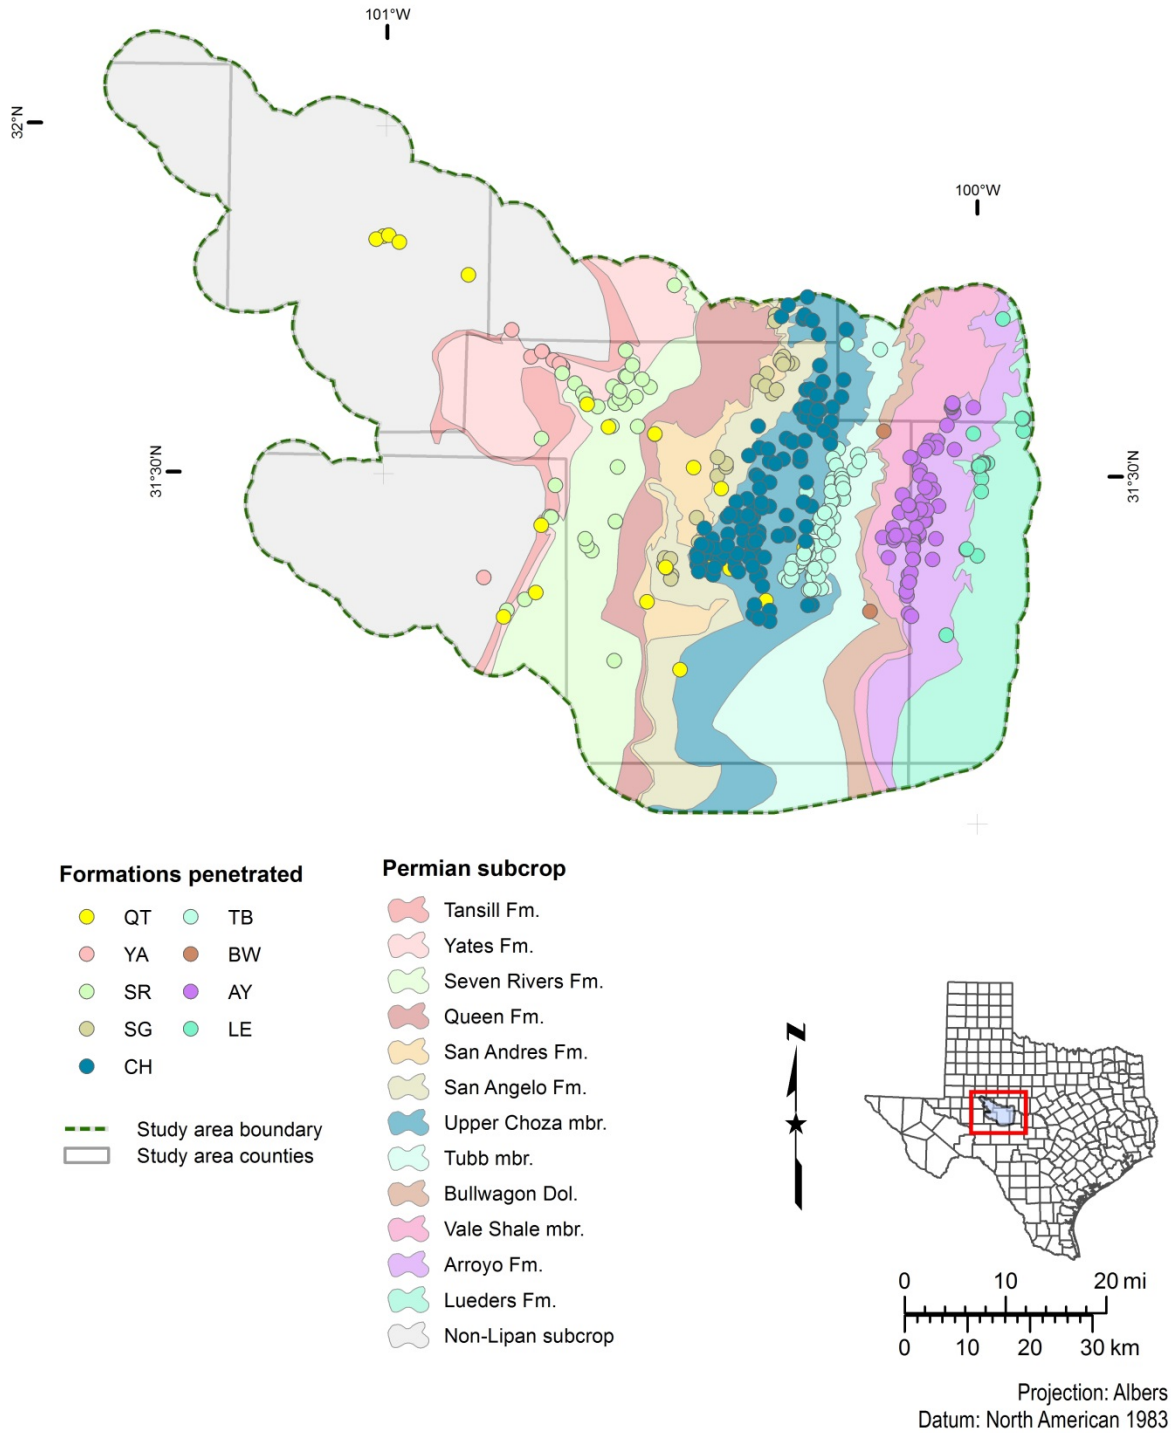 101°W
32°N
100°W
31°30'N
31°30'N
Formations penetrated
QT
TB
YA
BW
SR
AY
SG
LE
CH
Study area boundary
Study area counties
Permian subcrop
Tansill Fm.
Yates Fm.
Seven Rivers Fm.
Queen Fm.
San Andres Fm.
San Angelo Fm.
Upper Choza mbr.
Tubb mbr.
Bullwagon Dol.
Vale Shale mbr.
Arroyo Fm.
Lueders Fm.
Non-Lipan subcrop
N
0 10 20 mi
0 10 20 30 km
Projection: Albers
Datum: North American 1983